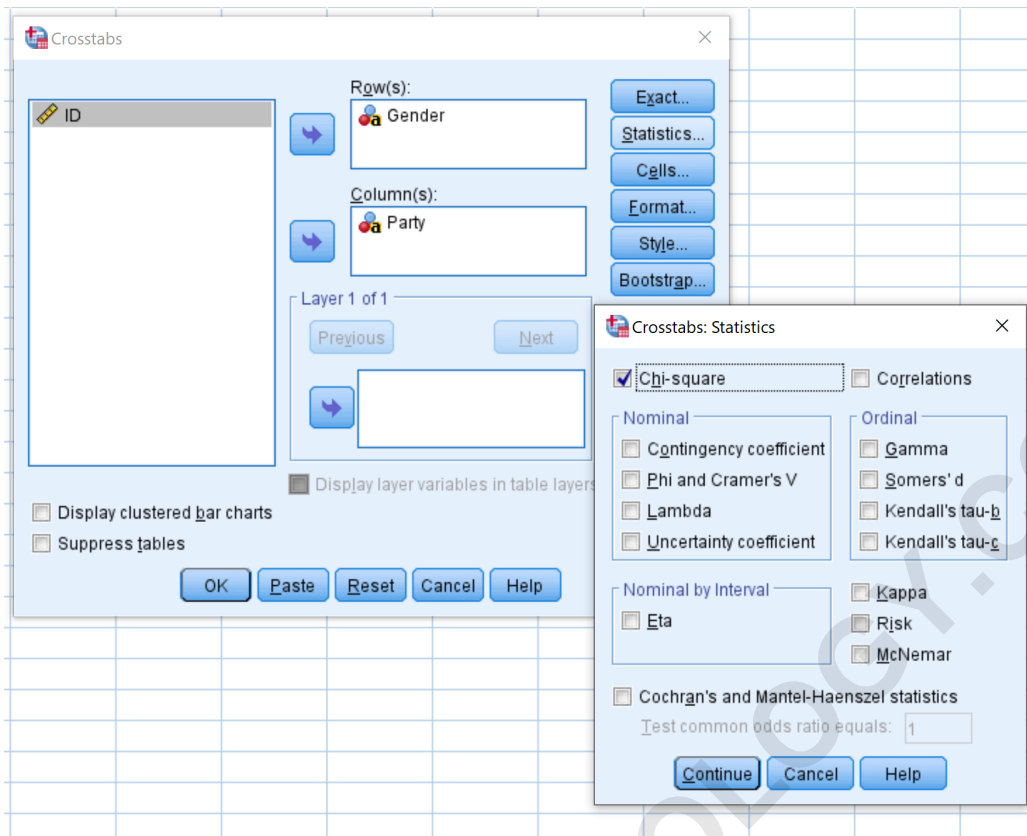 Crosstabs
ID
Row(s):
Gender
Column(s):
Party
Layer 1 of 1
Previous
Next
Display layer variables in table layers
Display clustered bar charts
Suppress tables
OK
Paste
Reset
Cancel
Help
Exact...
Statistics...
Cells...
Format...
Style...
Bootstrap...
Crosstabs: Statistics
Chi-square
Correlations
Nominal
Contingency coefficient
Phi and Cramer's V
Lambda
Uncertainty coefficient
Ordinal
Gamma
Somers' d
Kendall's tau-b
Kendall's tau-c
Nominal by Interval
Eta
Kappa
Risk
McNemar
Cochran's and Mantel-Haenszel statistics
Test common odds ratio equals: 1
Continue
Cancel
Help